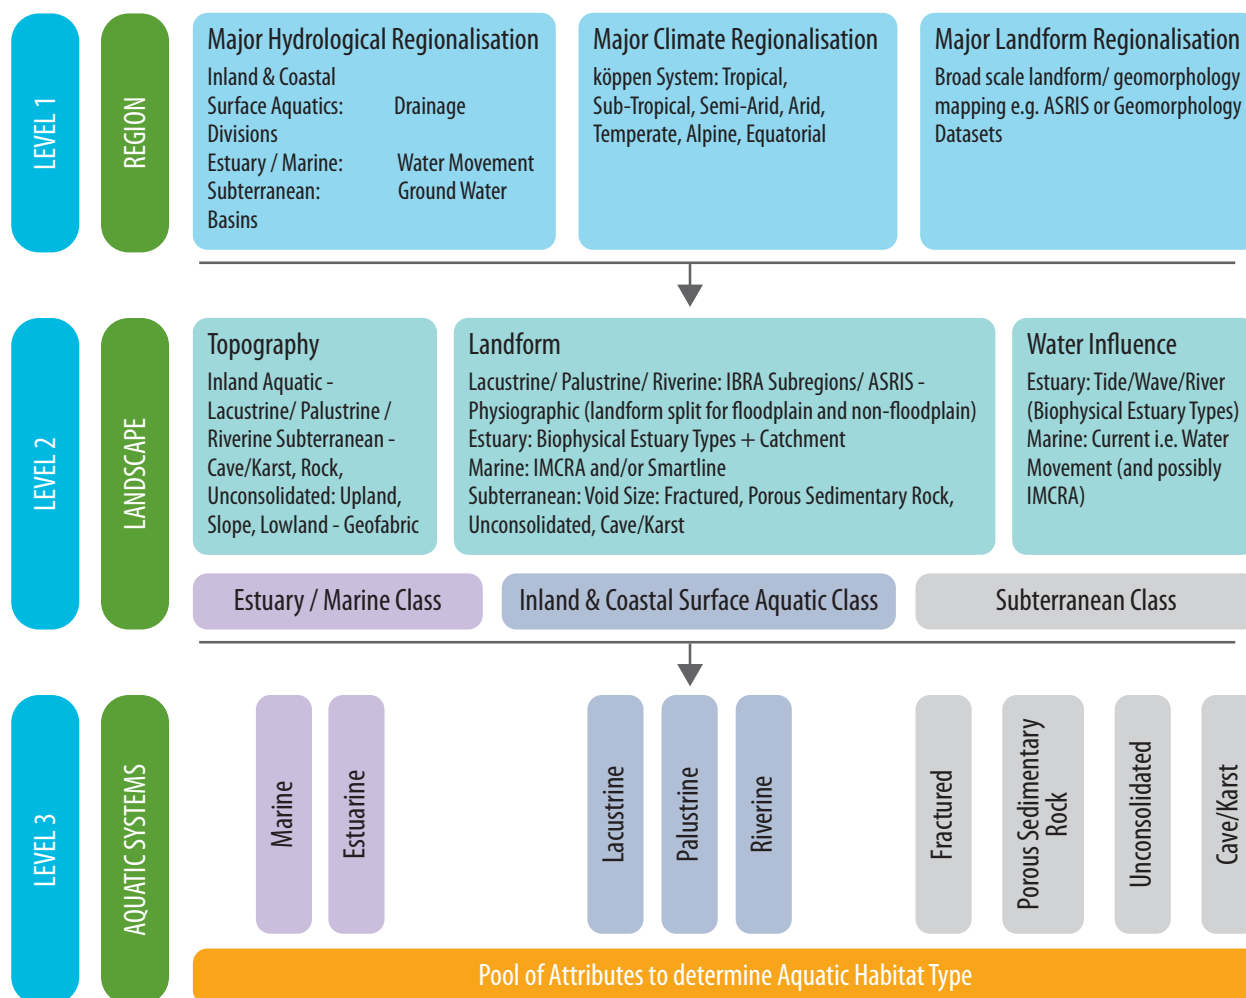 LEVEL 1
REGION
Major Hydrological Regionalisation
Inland & Coastal
Surface Aquatics: Drainage
Divisions
Estuary / Marine: Water Movement
Subterranean: Ground Water
Basins
Major Climate Regionalisation
köppen System: Tropical,
Sub-Tropical, Semi-Arid, Arid,
Temperate, Alpine, Equatorial
Major Landform Regionalisation
Broad scale landform/ geomorphology
mapping e.g. ASRIS or Geomorphology
Datasets
LEVEL 2
LANDSCAPE
Topography
Inland Aquatic -
Lacustrine/ Palustrine /
Riverine Subterranean -
Cave/Karst, Rock,
Unconsolidated: Upland,
Slope, Lowland - Geofabric
Landform
Lacustrine/ Palustrine/ Riverine: IBRA Subregions/ ASRIS -
Physiographic (landform split for floodplain and non-floodplain)
Estuary: Biophysical Estuary Types + Catchment
Marine: IMCRA and/or Smartline
Subterranean: Void Size: Fractured, Porous Sedimentary Rock,
Unconsolidated, Cave/Karst
Water Influence
Estuary: Tide/Wave/River
(Biophysical Estuary Types)
Marine: Current i.e. Water
Movement (and possibly
IMCRA)
Estuary / Marine Class
Inland & Coastal Surface Aquatic Class
Subterranean Class
LEVEL 3
AQUATIC SYSTEMS
Marine
Estuarine
Lacustrine
Palustrine
Riverine
Fractured
Porous Sedimentary
Rock
Unconsolidated
Cave/Karst
Pool of Attributes to determine Aquatic Habitat Type